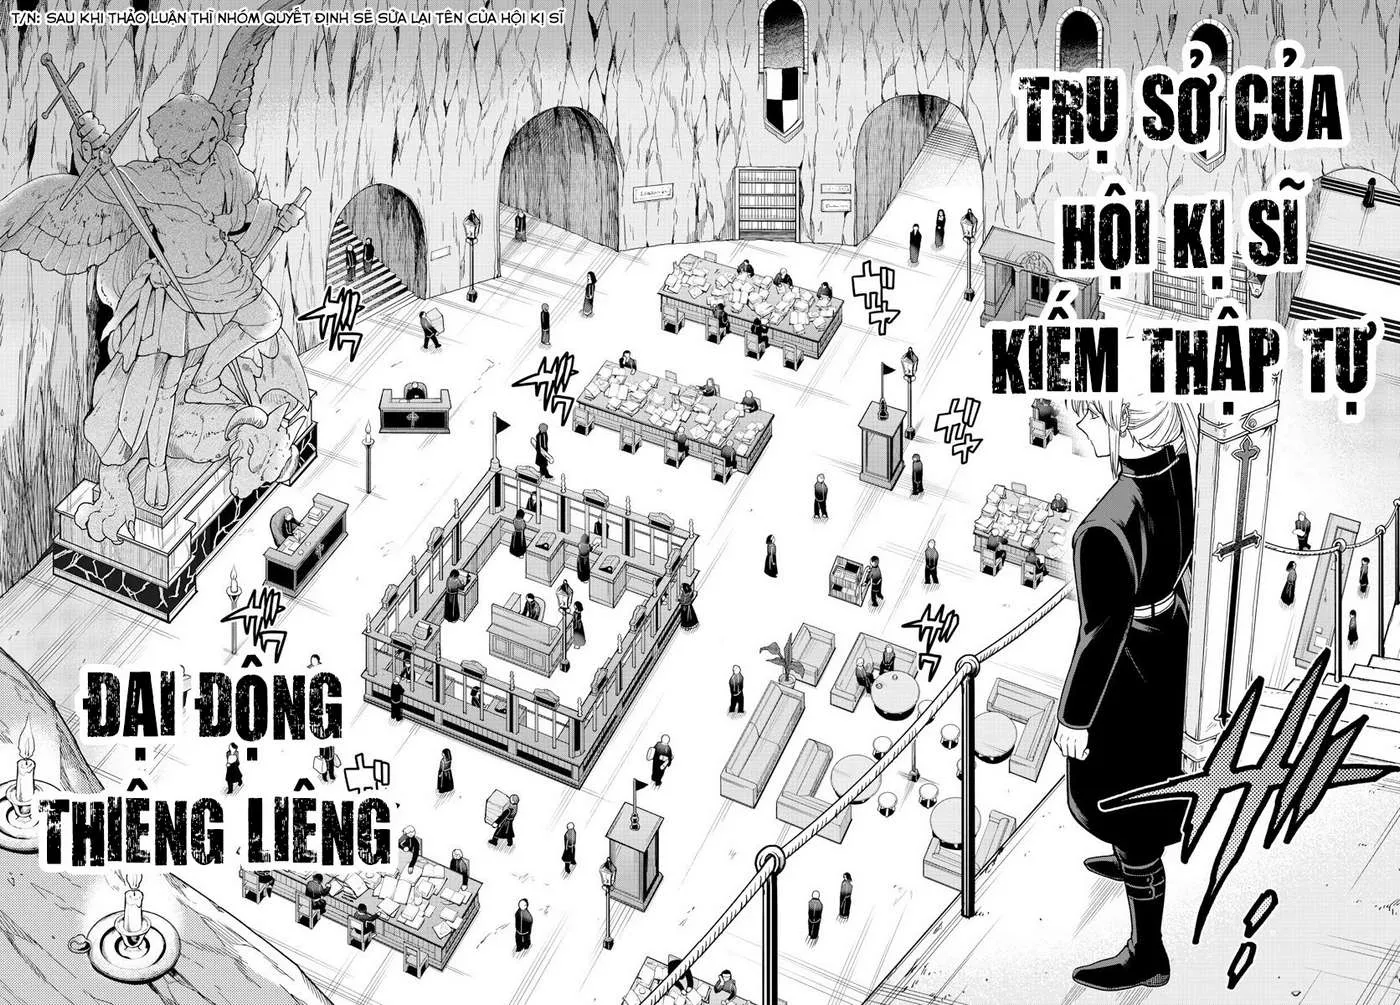 T/N: SAU KHI THẢO LUẬN THÌ NHÓM QUYẾT ĐỊNH SẼ SỬA LẠI TÊN CỦA HỘI KỊ SĨ
TRỤ SỞ CỦA
HỘI KỊ SĨ
KIẾM THẬP TỰ
ĐẠI ĐỘNG
THIÊNG LIÊNG